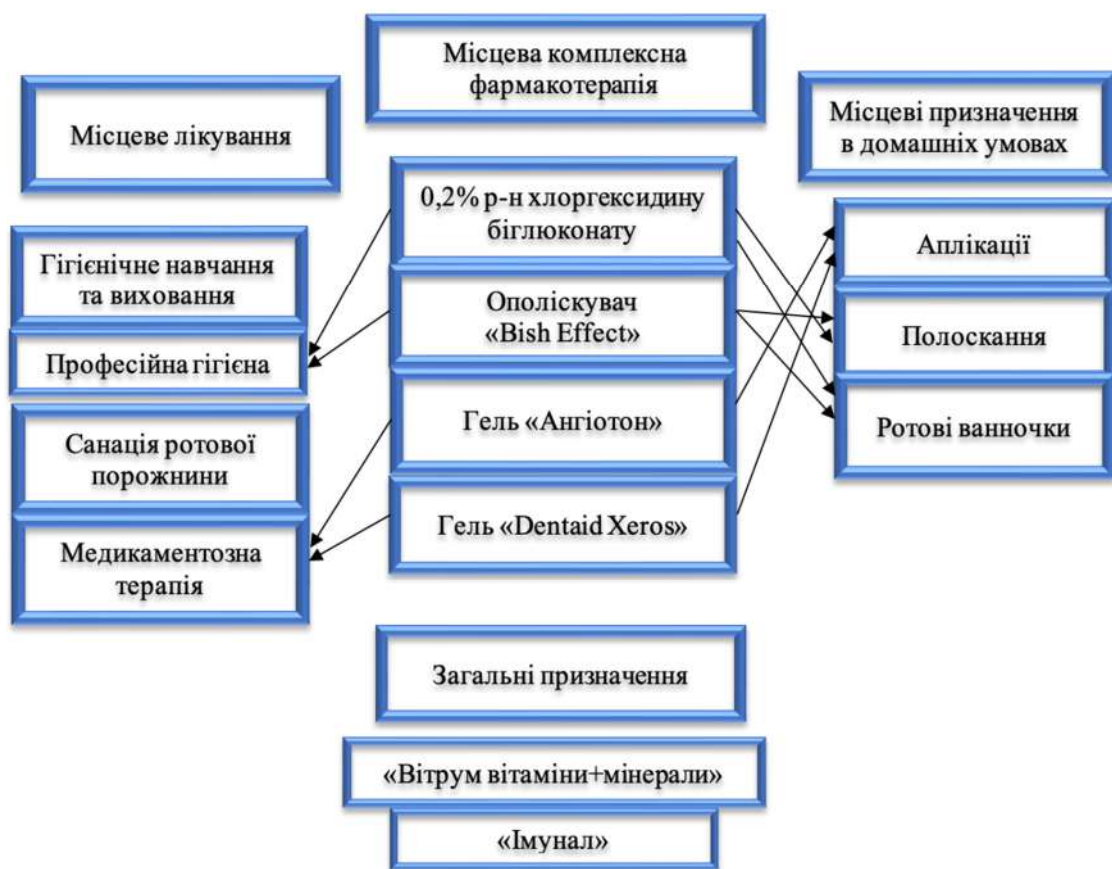 Місцева комплексна
фармакотерапія
Місцеве лікування
Місцеві призначення
в домашніх умовах
0,2% р-н хлоргексидину
біглюконату
Аплікації
Гігієнічне навчання
та виховання
Ополіскувач
«Bish Effect»
Полоскання
Професійна гігієна
Гель «Ангіотон»
Ротові ванночки
Санація ротової
порожнини
Гель «Dentaid Xeros»
Медикаментозна
терапія
Загальні призначення
«Вітрум вітаміни+мінерали»
«Імунал»